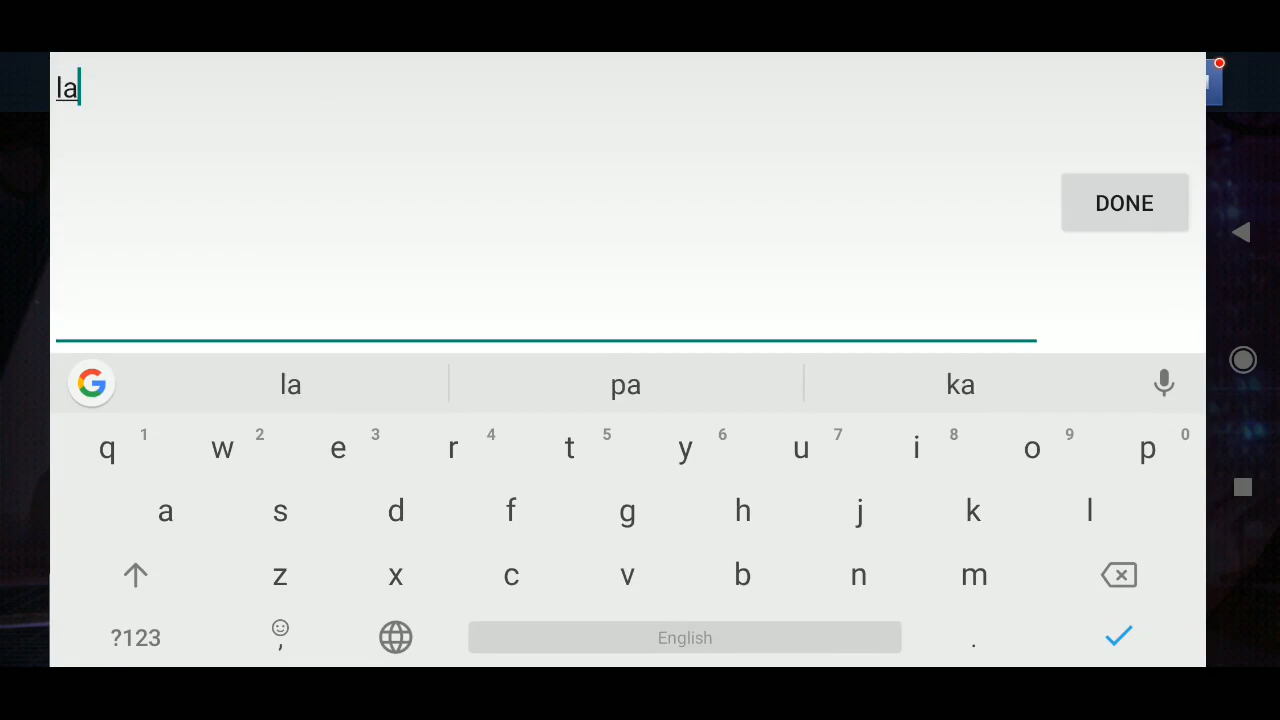 la
DONE
la pa ka
q 1 w 2 e 3 r 4 t 5 y 6 u 7 i 8 o 9 p 0
a s d f g h j k l
z x c v b n m
?123 , English .